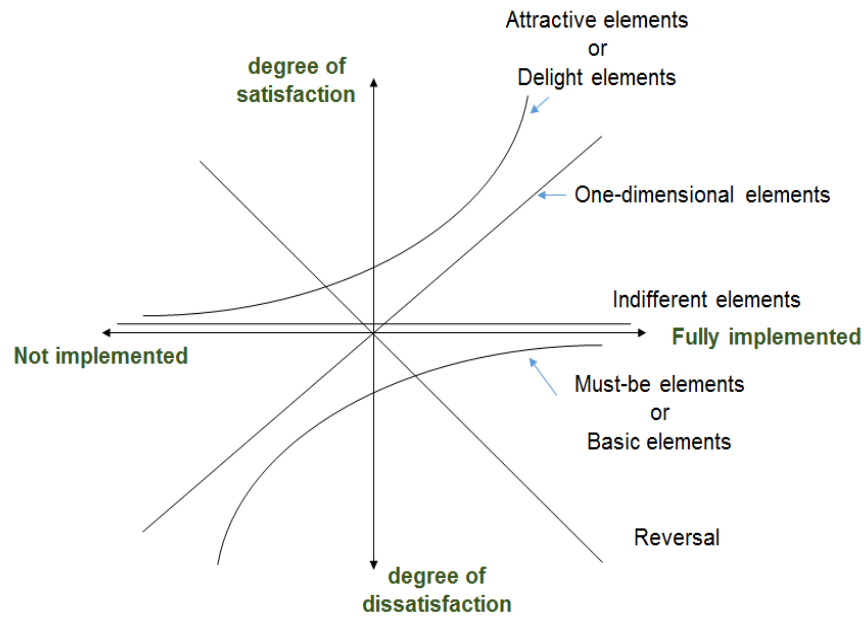 Attractive elements
or
Delight elements
degree of
satisfaction
One-dimensional elements
Indifferent elements
Not implemented
Fully implemented
Must-be elements
or
Basic elements
Reversal
degree of
dissatisfaction